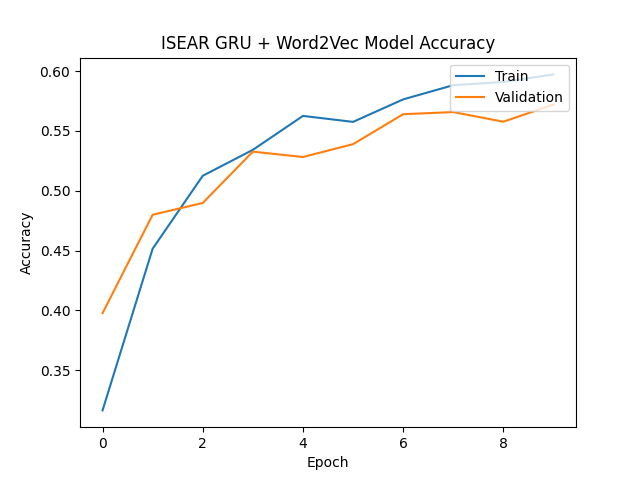 ISEAR GRU + Word2Vec Model Accuracy
Train
Validation
0.60
0.55
0.50
0.45
0.40
0.35
Accuracy
0 2 4 6 8
Epoch